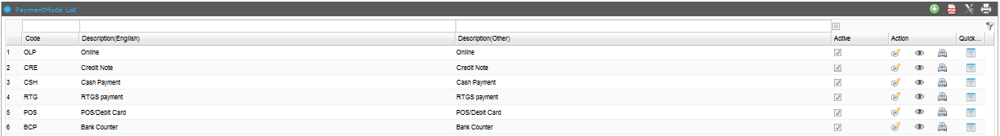 PaymentMode List
Code Description(English) Description(Other) Active Action Quick...
1 OLP Online Online
2 CRE Credit Note Credit Note
3 CSH Cash Payment Cash Payment
4 RTG RTGS payment RTGS payment
5 POS POS/Debit Card POS/Debit Card
6 BCP Bank Counter Bank Counter